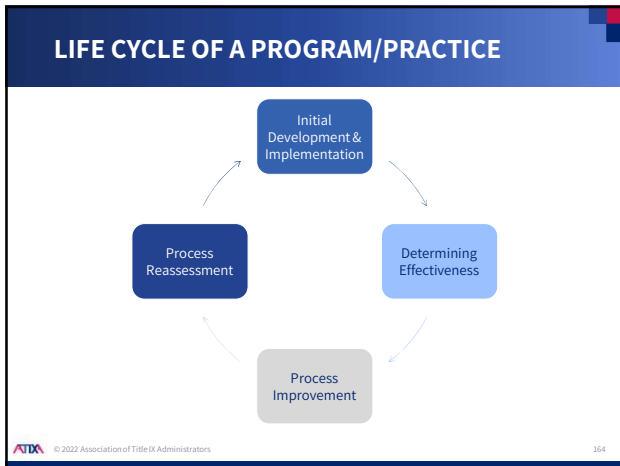 LIFE CYCLE OF A PROGRAM/PRACTICE
Initial
Development &
Implementation
Determining
Effectiveness
Process
Improvement
Process
Reassessment
ATIXA
© 2022 Association of Title IX Administrators
164